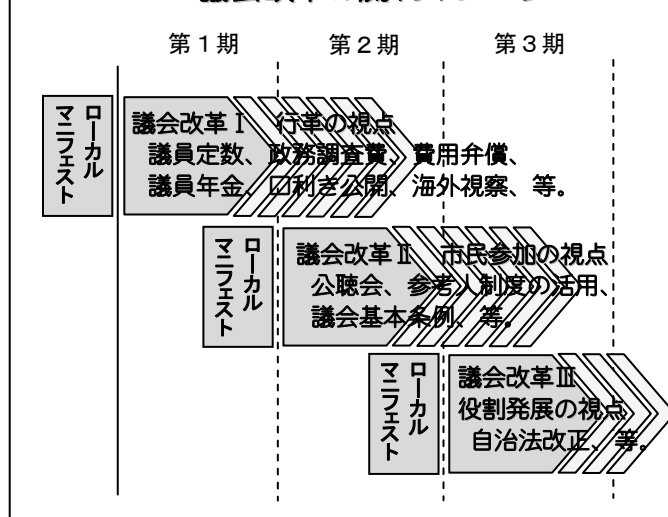 第1期 第2期 第3期
ローカル
マニフェスト
議会改革Ⅰ 行革の視点
議員定数、政務調査費、費用弁償、
議員年金、口利き公開、海外視察、等。
ローカル
マニフェスト
議会改革Ⅱ 市民参加の視点
公聴会、参考人制度の活用、
議会基本条例、等。
ローカル
マニフェスト
議会改革Ⅲ
役割発展の視点
自治法改正、等。